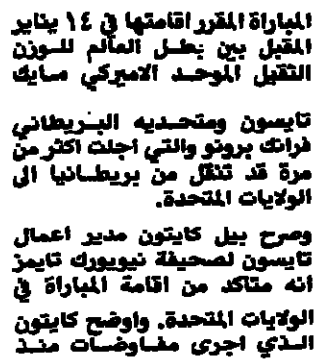 المباراة المقرر اقامتها في ١٤ يناير
المقبل بين بطل العالم للوزن
الثقيل الموحد الاميركي مايك
تايسون ومتحديه البريطاني
فرانك برونو والتي اجلت اكثر من
مرة قد تنقل من بريطانيا الى
الولايات المتحدة.
وصرح بيل كايتون مدير اعمال
تايسون لصحيفة نيويورك تايمز
انه متاكد من اقامة المباراة في
الولايات المتحدة. واوضح كايتون
الذي اجرى مفاوضات منذ